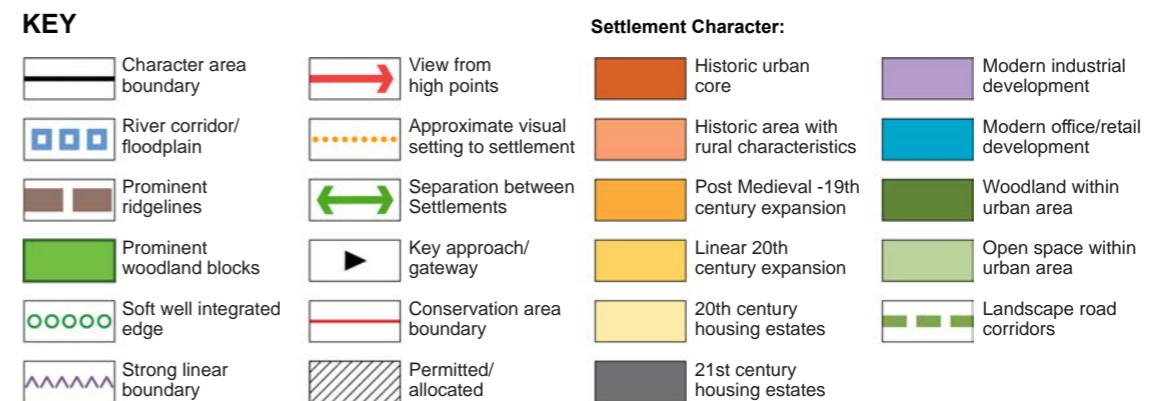 KEY
Character area
boundary
River corridor/
floodplain
Prominent
ridgelines
Prominent
woodland blocks
Soft well integrated
edge
Strong linear
boundary
View from
high points
Approximate visual
setting to settlement
Separation between
Settlements
Key approach/
gateway
Conservation area
boundary
Permitted/
allocated
Settlement Character:
Historic urban
core
Historic area with
rural characteristics
Post Medieval -19th
century expansion
Linear 20th
century expansion
20th century
housing estates
21st century
housing estates
Modern industrial
development
Modern office/retail
development
Woodland within
urban area
Open space within
urban area
Landscape road
corridors